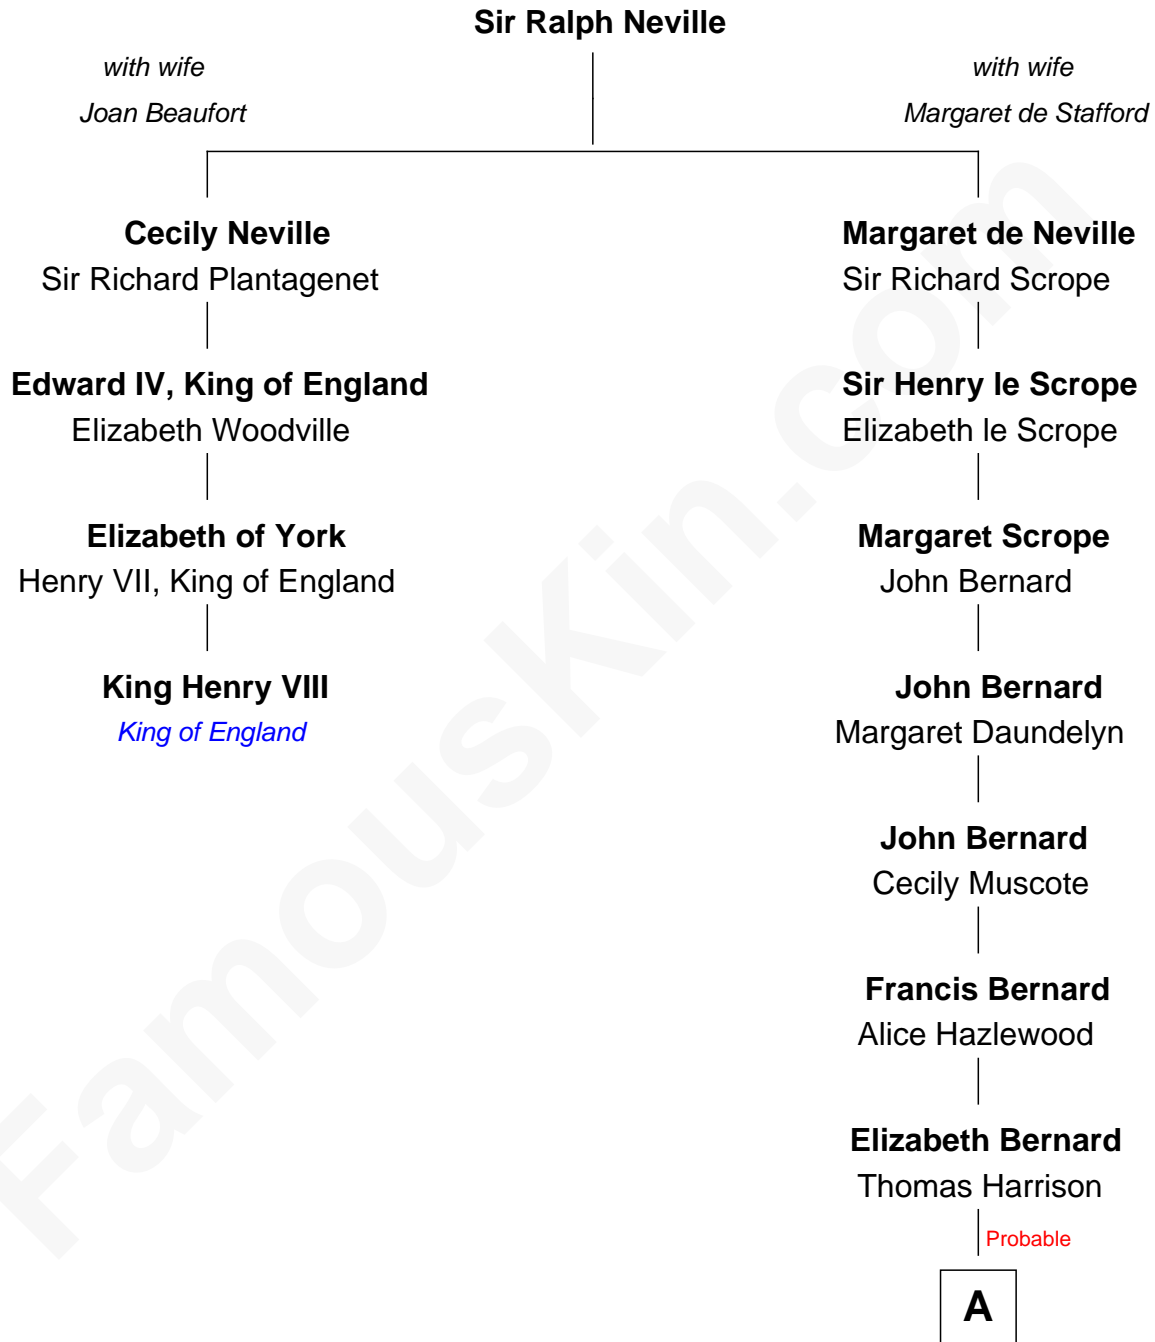 Sir Ralph Neville
with wife
Joan Beaufort
with wife
Margaret de Stafford
Cecily Neville
Sir Richard Plantagenet
Edward IV, King of England
Elizabeth Woodville
Elizabeth of York
Henry VII, King of England
King Henry VIII
King of England
Margaret de Neville
Sir Richard Scrope
Sir Henry le Scrope
Elizabeth le Scrope
Margaret Scrope
John Bernard
John Bernard
Margaret Daundelyn
John Bernard
Cecily Muscote
Francis Bernard
Alice Hazlewood
Elizabeth Bernard
Thomas Harrison
Probable
A
FamousKin.com